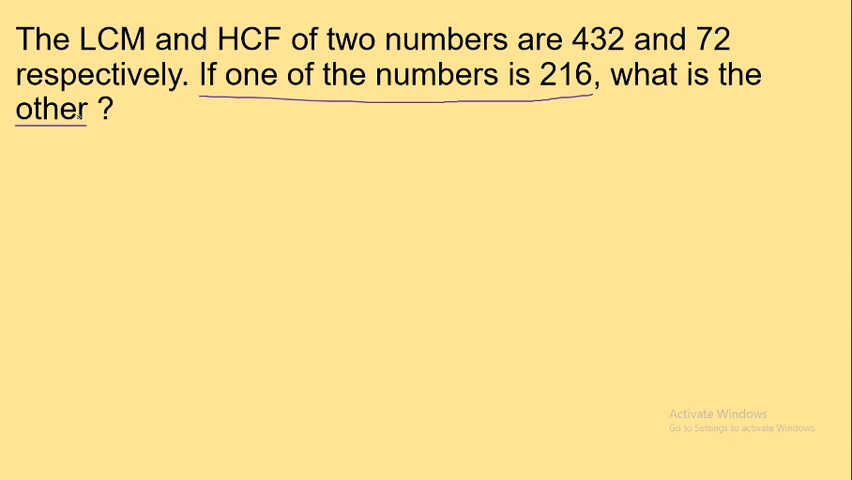 The LCM and HCF of two numbers are 432 and 72
respectively. If one of the numbers is 216, what is the
other ?
Activate Windows
Go to Settings to activate Windows.